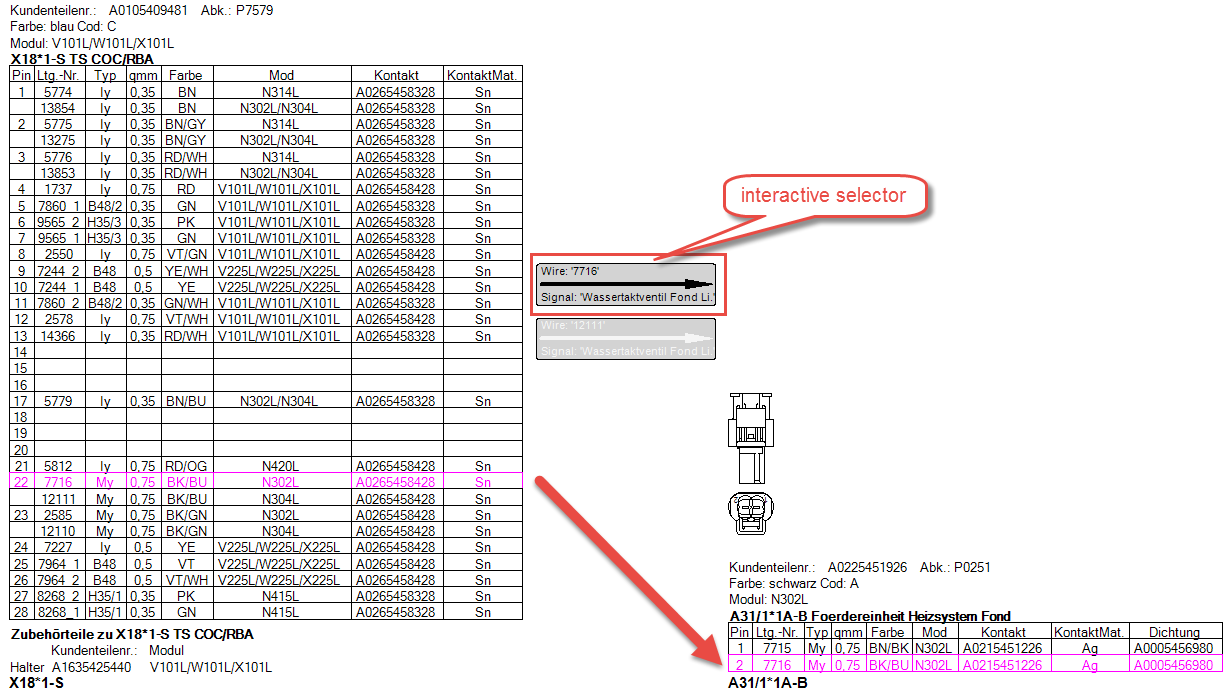 Kundenteilenr.: A0105409481 Abk.: P7579
Farbe: blau Cod: C
Modul: V101L/W101L/X101L
X18*1-S TS COC/RBA
Pin Ltg.-Nr. Typ qmm Farbe Mod Kontakt KontaktMat.
1 5774 Iy 0,35 BN N314L A0265458328 Sn
13854 Iy 0,35 BN N302L/N304L A0265458328 Sn
2 5775 Iy 0,35 BN/GY N314L A0265458328 Sn
13275 Iy 0,35 BN/GY N302L/N304L A0265458328 Sn
3 5776 Iy 0,35 RD/WH N314L A0265458328 Sn
13853 Iy 0,35 RD/WH N302L/N304L A0265458328 Sn
4 1737 Iy 0,75 RD V101L/W101L/X101L A0265458428 Sn
5 7860_1 B48/2 0,35 GN V101L/W101L/X101L A0265458328 Sn
6 9565_2 H35/3 0,35 PK V101L/W101L/X101L A0265458328 Sn
7 9565_1 H35/3 0,35 GN V101L/W101L/X101L A0265458328 Sn
8 2550 Iy 0,75 VT/GN V101L/W101L/X101L A0265458428 Sn
9 7244_2 B48 0,5 YE/WH V225L/W225L/X225L A0265458428 Sn
10 7244_1 B48 0,5 YE V225L/W225L/X225L A0265458428 Sn
11 7860_2 B48/2 0,35 GN/WH V101L/W101L/X101L A0265458328 Sn
12 2578 Iy 0,75 VT/WH V101L/W101L/X101L A0265458428 Sn
13 14366 Iy 0,35 RD/WH V101L/W101L/X101L A0265458328 Sn
14
15
16
17 5779 Iy 0,35 BN/BU N302L/N304L A0265458328 Sn
18
19
20
21 5812 Iy 0,75 RD/OG N420L A0265458428 Sn
22 7716 My 0,75 BK/BU N302L A0265458428 Sn
12111 My 0,75 BK/BU N304L A0265458428 Sn
23 2585 My 0,75 BK/GN N302L A0265458428 Sn
12110 My 0,75 BK/GN N304L A0265458428 Sn
24 7227 Iy 0,5 YE V225L/W225L/X225L A0265458428 Sn
25 7964_1 B48 0,5 VT V225L/W225L/X225L A0265458428 Sn
26 7964_2 B48 0,5 VT/WH V225L/W225L/X225L A0265458428 Sn
27 8268_2 H35/1 0,35 PK N415L A0265458328 Sn
28 8268_1 H35/1 0,35 GN N415L A0265458328 Sn
Zubehörteile zu X18*1-S TS COC/RBA
Kundenteilenr.: Modul
Halter A1635425440 V101L/W101L/X101L
X18*1-S
interactive selector
Wire: '7716'
Signal: 'Wassertaktventil Fond Li.'
Wire: '12111'
Signal: 'Wassertaktventil Fond Li.'
Kundenteilenr.: A0225451926 Abk.: P0251
Farbe: schwarz Cod: A
Modul: N302L
A31/1*1A-B Foerdereinheit Heizsystem Fond
Pin Ltg.-Nr. Typ qmm Farbe Mod Kontakt KontaktMat. Dichtung
1 7715 My 0,75 BN/BK N302L A0215451226 Ag A0005456980
2 7716 My 0,75 BK/BU N302L A0215451226 Ag A0005456980
A31/1*1A-B